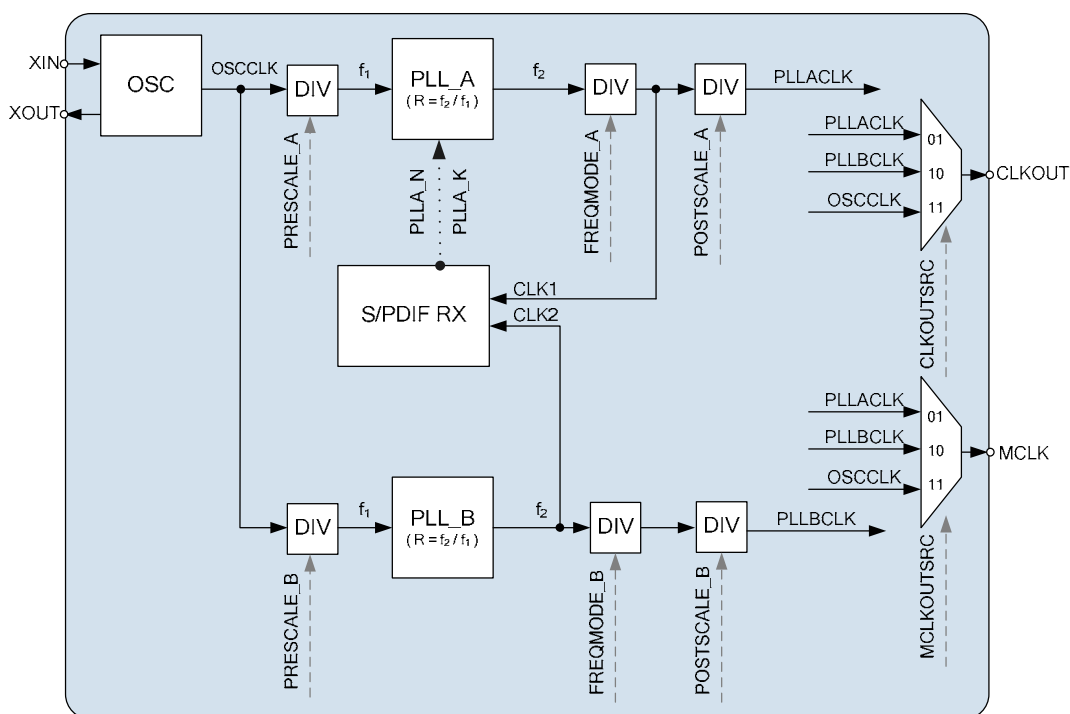 XIN
XOUT
OSC
OSCCLK
DIV
f₁
PLL_A
(R=f₂/f₁)
f₂
DIV
DIV
PLLACLK
PRESCALE_A
PLLA_N
PLLA_K
FREQMODE_A
POSTSCALE_A
PLLACLK
01
PLLBCLK
10
OSCCLK
11
CLKOUT
CLKOUTSRC
S/PDIF RX
CLK1
CLK2
PLLACLK
01
PLLBCLK
10
OSCCLK
11
MCLK
MCLKOUTSRC
DIV
f₁
PLL_B
(R=f₂/f₁)
f₂
DIV
DIV
PLLBCLK
PRESCALE_B
FREQMODE_B
POSTSCALE_B